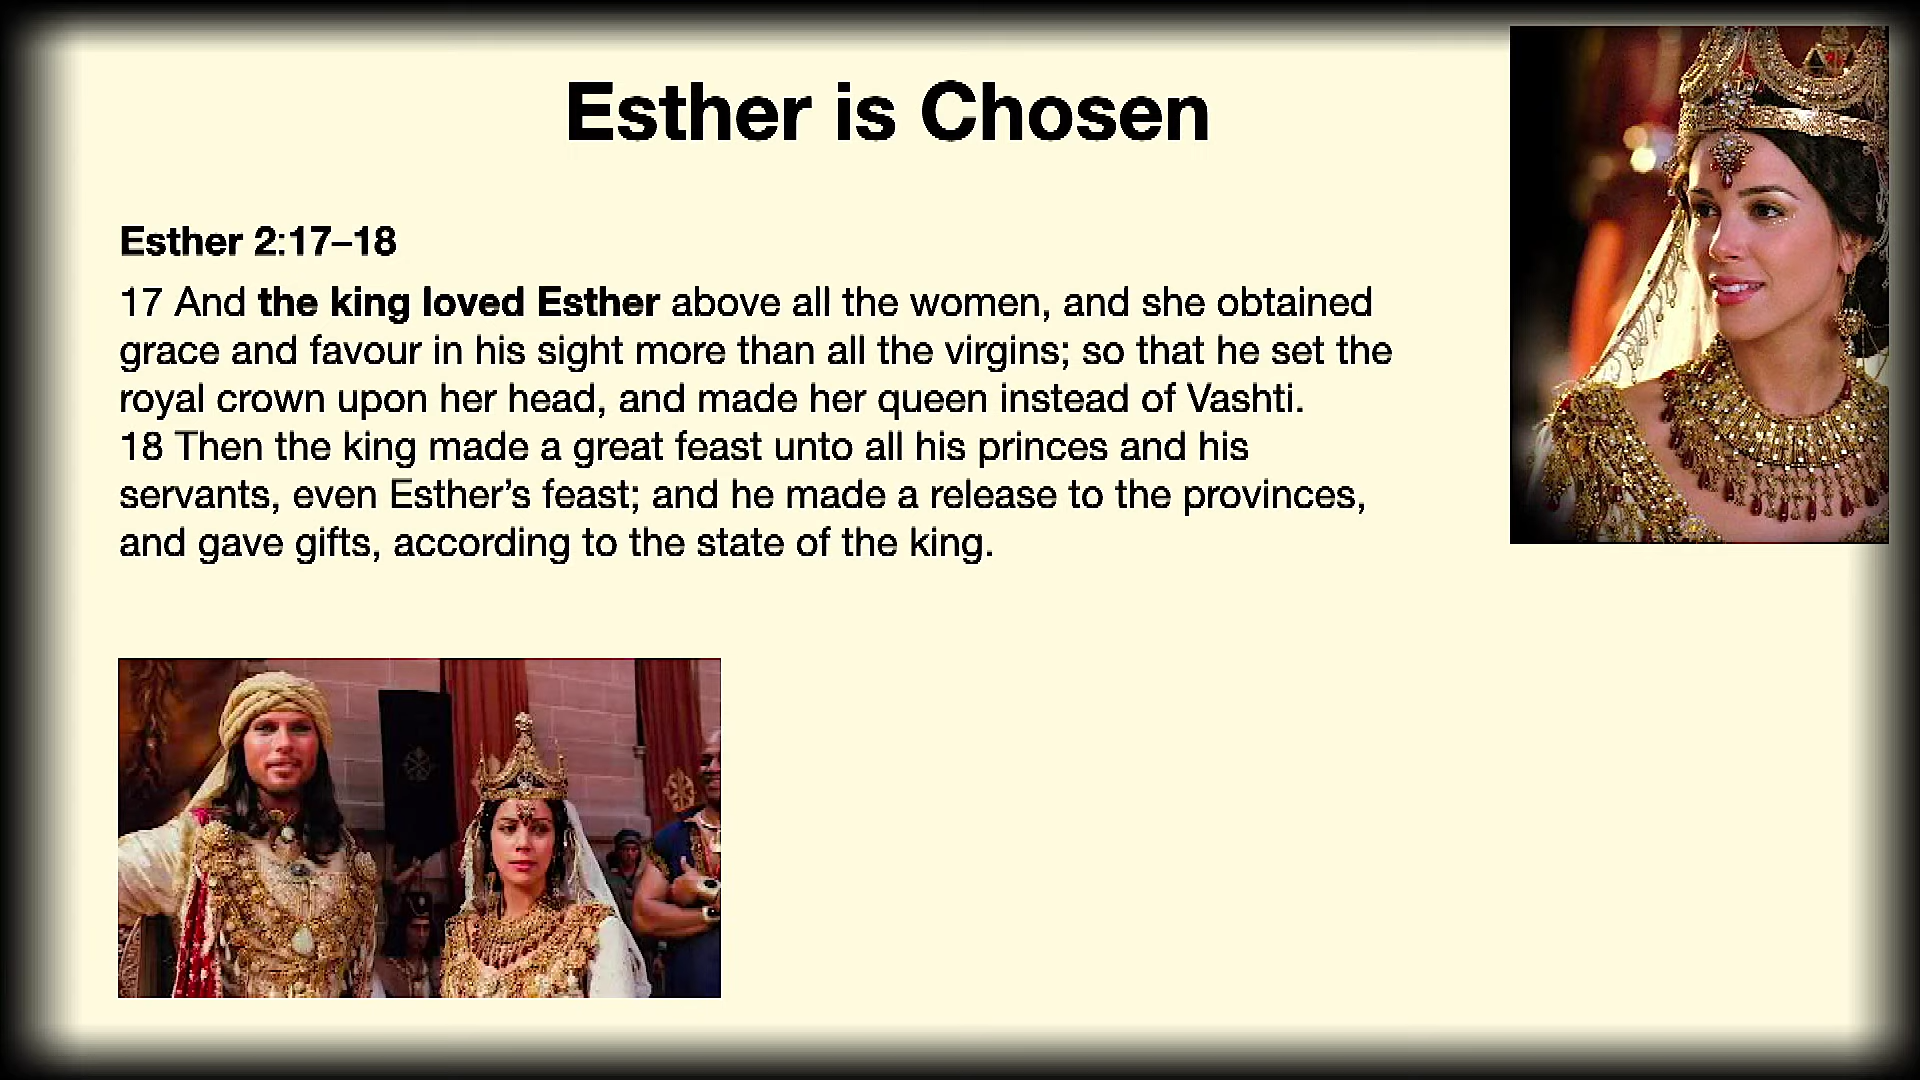 Esther is Chosen
Esther 2:17–18
17 And the king loved Esther above all the women, and she obtained
grace and favour in his sight more than all the virgins; so that he set the
royal crown upon her head, and made her queen instead of Vashti.
18 Then the king made a great feast unto all his princes and his
servants, even Esther’s feast; and he made a release to the provinces,
and gave gifts, according to the state of the king.